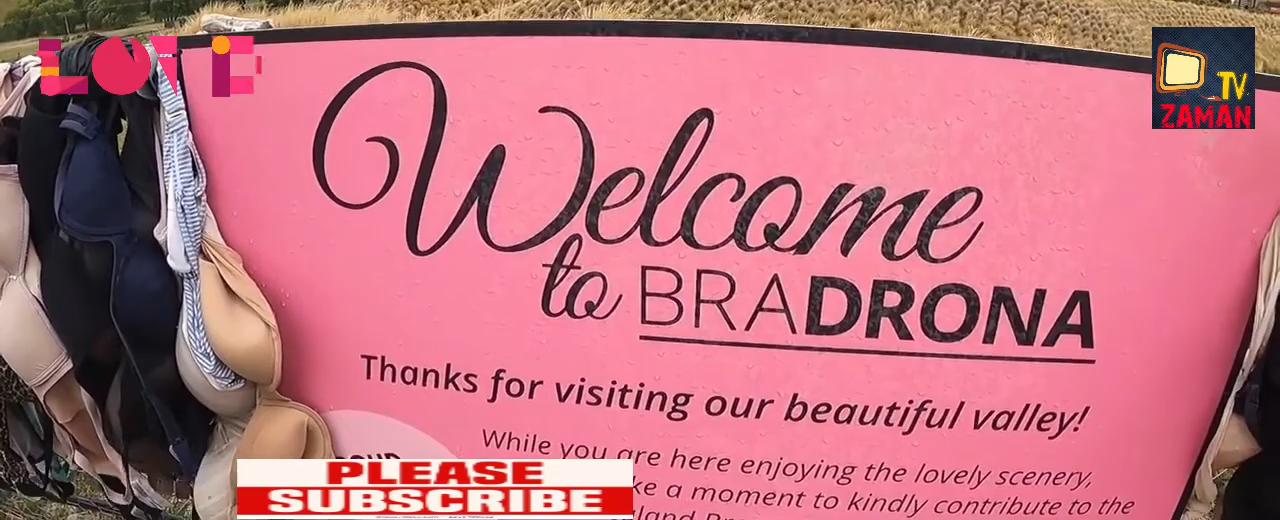 LOVE
TV
ZAMAN
Welcome
to BRADRONA
Thanks for visiting our beautiful valley!
While you are here enjoying the lovely scenery,
a moment to kindly contribute to the
PLEASE
SUBSCRIBE